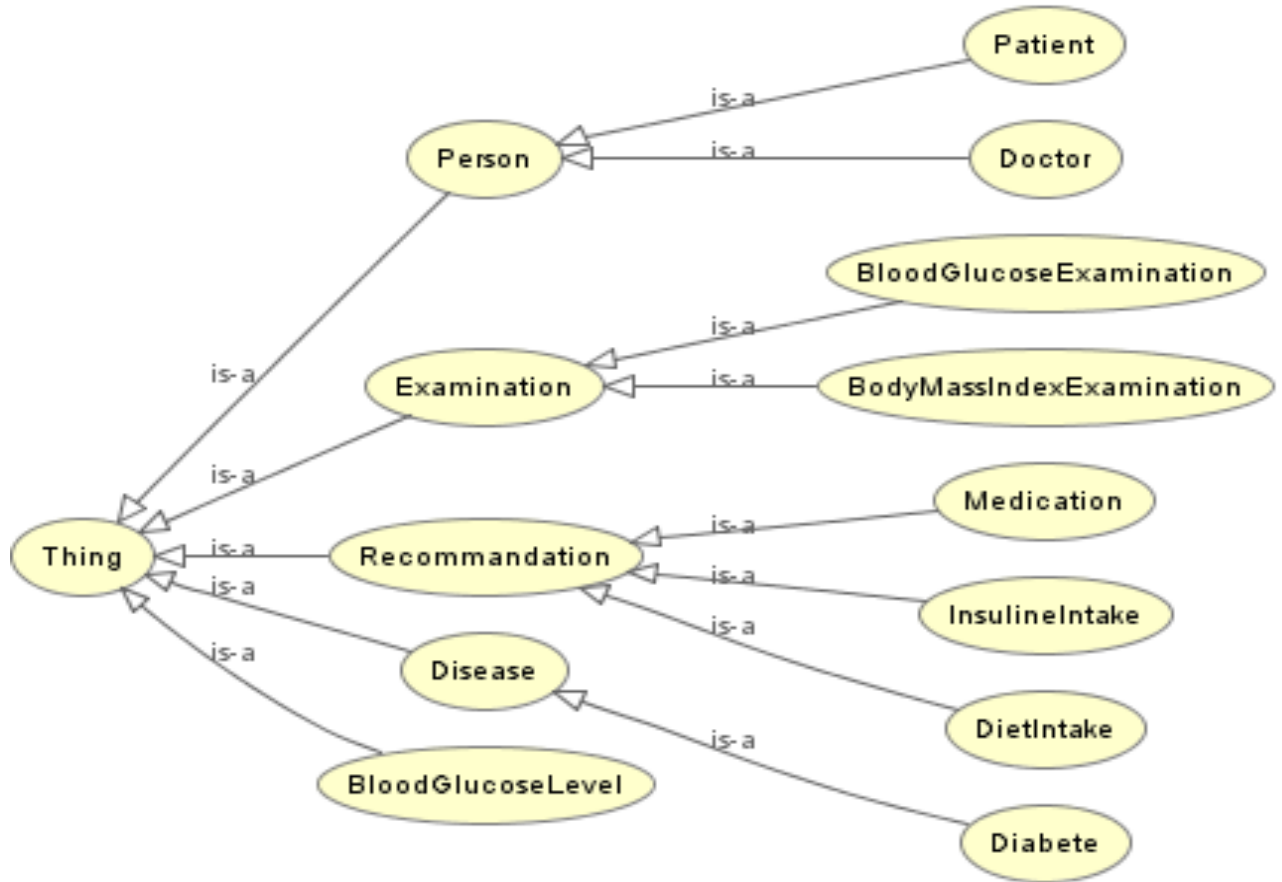 Patient
is-a
Person
is-a
Doctor
BloodGlucoseExamination
is-a
is-a
Examination
is-a
BodyMassIndexExamination
is-a
Medication
is-a
Thing
is-a
Recommandation
is-a
is-a
InsulineIntake
is-a
is-a
Disease
DietIntake
is-a
BloodGlucoseLevel
Diabete